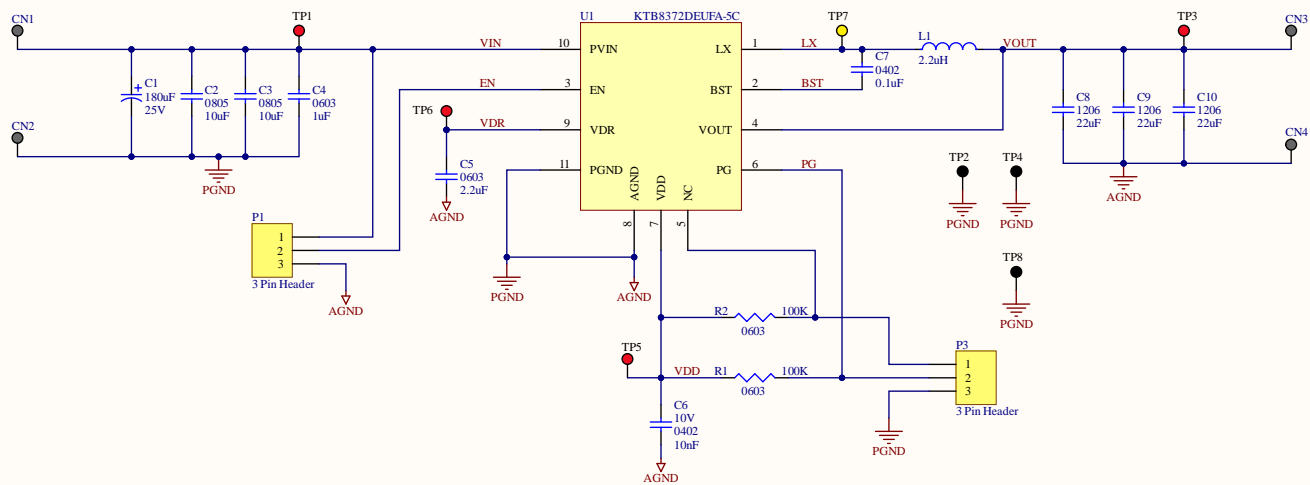 CN1
TP1
U1 KTB8372DEUFA-5C
TP7
TP3
CN3
VIN
10 PVIN
LX 1
LX
L1
2.2uH
VOUT
C1
180uF
25V
C2
0805
10uF
C3
0805
10uF
C4
0603
1uF
EN
3 EN
BST 2
BST
C7
0402
0.1uF
CN2
TP6
VDR
9 VDR
VOUT 4
C8
1206
22uF
C9
1206
22uF
C10
1206
22uF
CN4
PGND
C5
0603
2.2uF
AGND
11 PGND
PG 6
PG
AGND
VDD
NC
8
7
5
TP2
PGND
TP4
PGND
AGND
P1
1
2
3
3 Pin Header
AGND
PGND
AGND
TP8
PGND
R2 100K
0603
TP5
VDD
R1 100K
0603
P3
1
2
3
3 Pin Header
C6
10V
0402
10nF
AGND
PGND